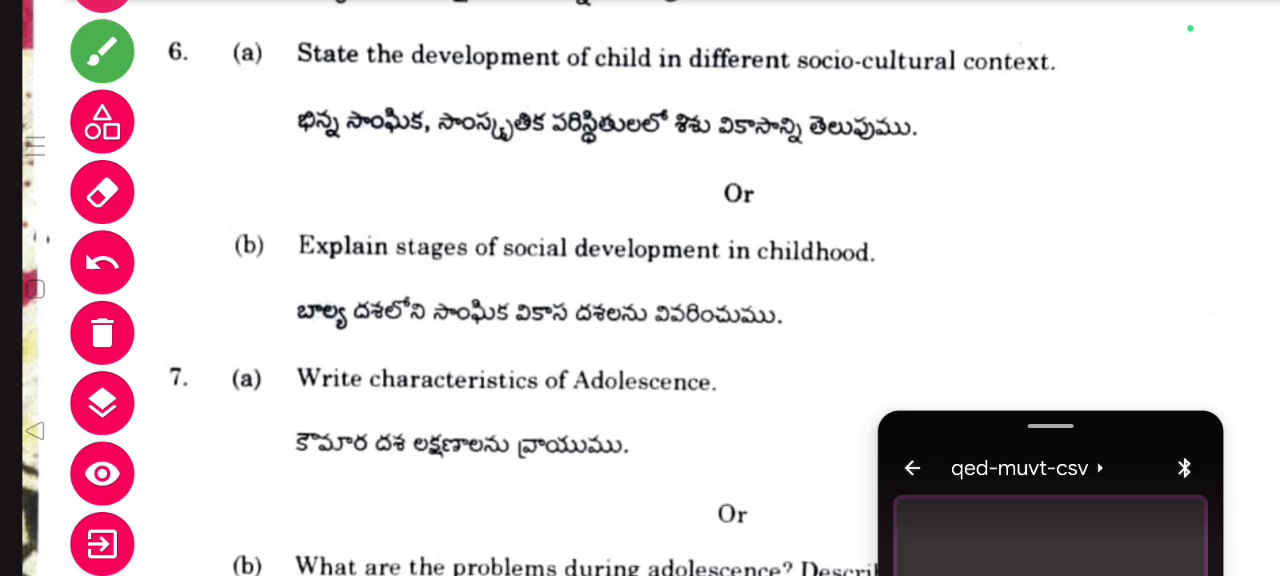 6. (a) State the development of child in different socio-cultural context.
భిన్న సాంఘిక, సాంస్కృతిక పరిస్థితులలో శిశు వికాసాన్ని తెలుపుము.
Or
(b) Explain stages of social development in childhood.
బాల్య దశలోని సాంఘిక వికాస దశలను వివరించుము.
7. (a) Write characteristics of Adolescence.
కౌమార దశ లక్షణాలను వ్రాయుము.
qed-muvt-csv
Or
(b) What are the problems during adolescence?